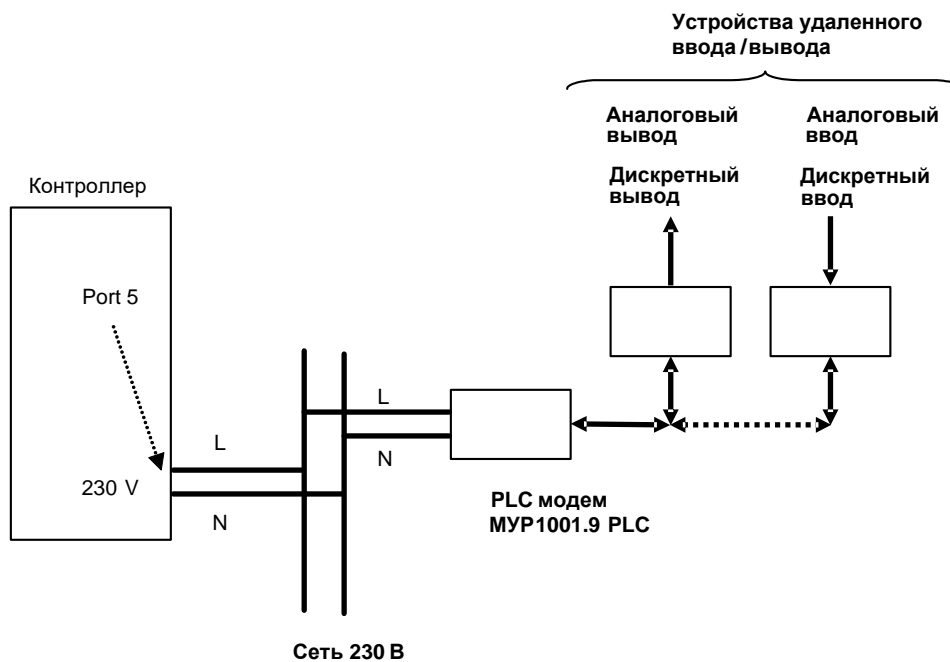 Устройства удаленного
ввода/вывода
Аналоговый
вывод
Аналоговый
ввод
Дискретный
вывод
Дискретный
ввод
Контроллер
Port 5
L
L
N
230 V
N
PLC модем
МУР1001.9 PLC
Сеть 230 В